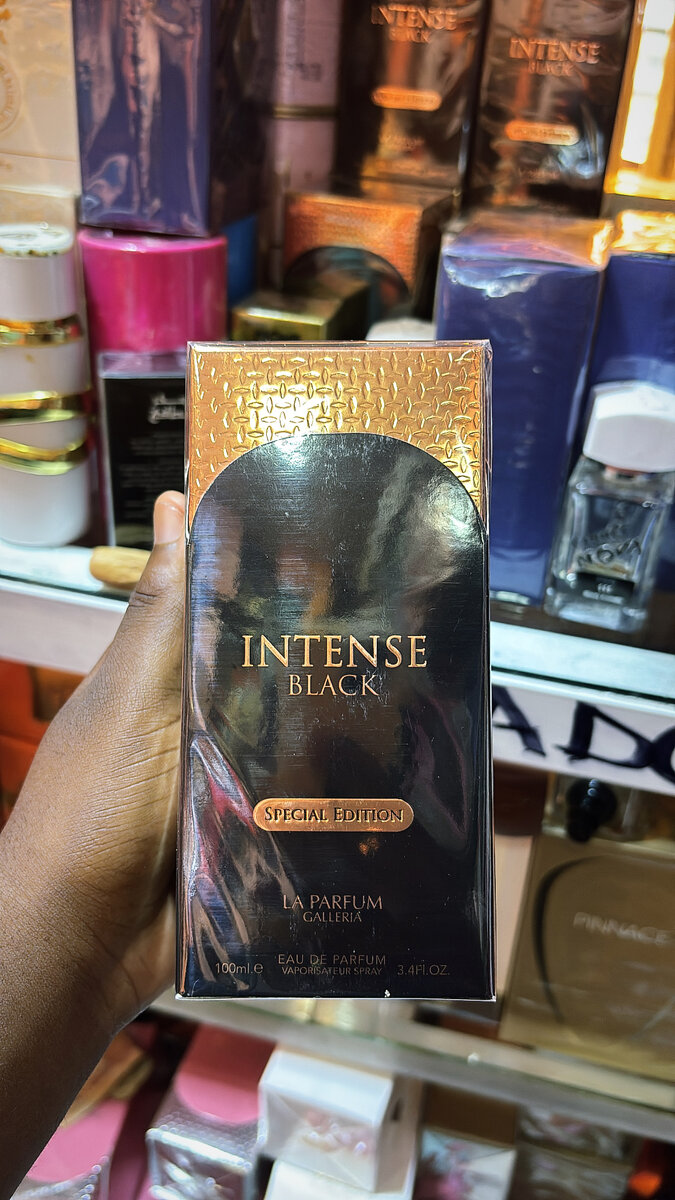 INTENSE
BLACK
INTENSE
BLACK
INTENSE
BLACK
SPECIAL EDITION
LA PARFUM
GALLERIA
EAU DE PARFUM
100ml.e VAPORISATEUR SPRAY 3.4Fl.OZ.
PINNACE